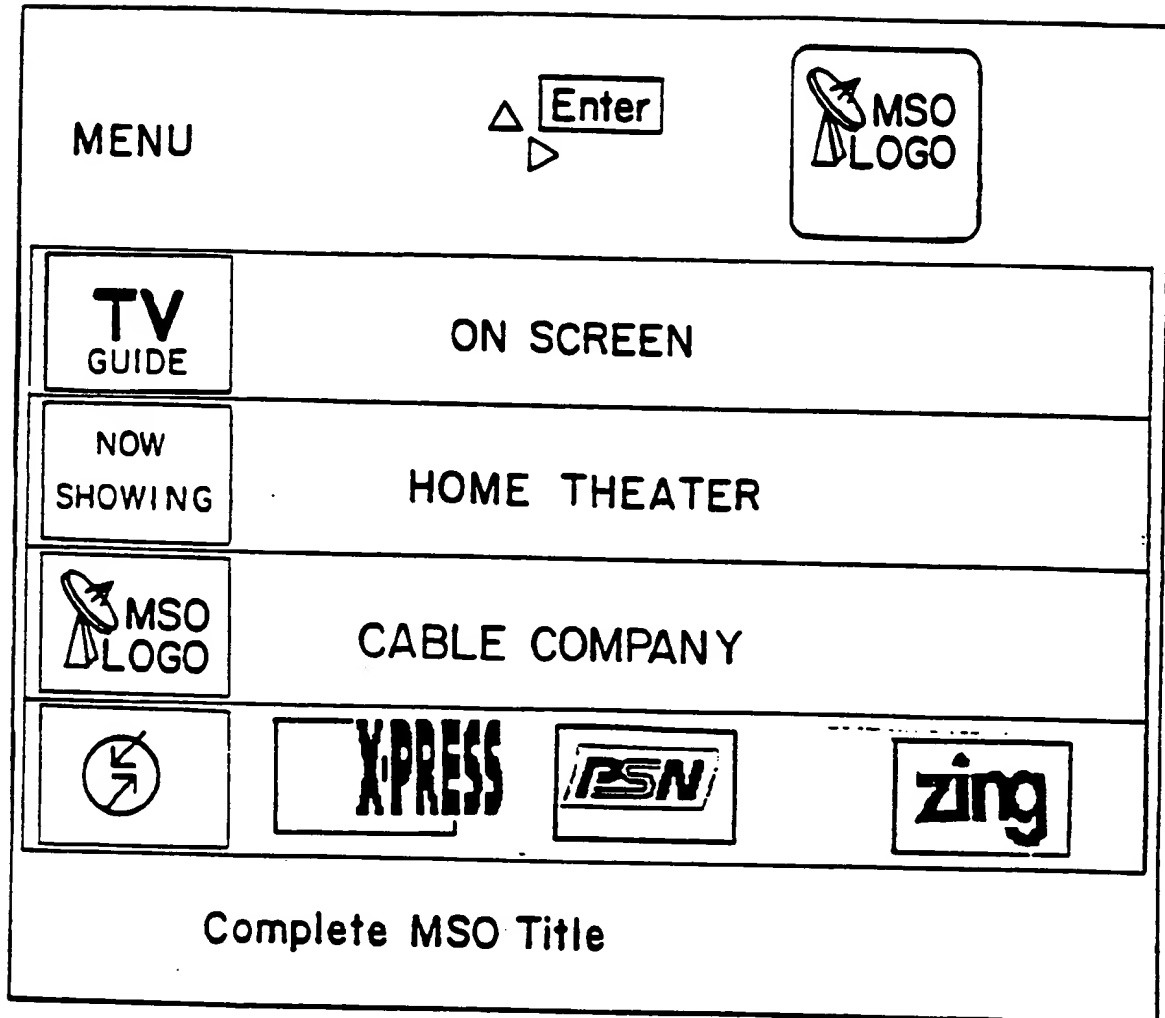 MENU
Enter
MSO
LOGO
TV
GUIDE
ON SCREEN
NOW
SHOWING
HOME THEATER
MSO
LOGO
CABLE COMPANY
X•PRESS
PSN
zing
Complete MSO Title